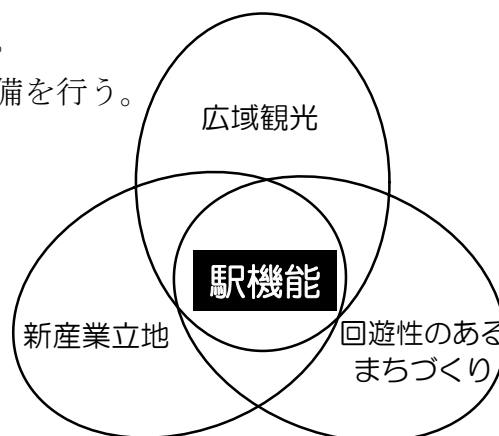 。
備を行う。
広域観光
駅機能
新産業立地
回遊性のある
まちづくり